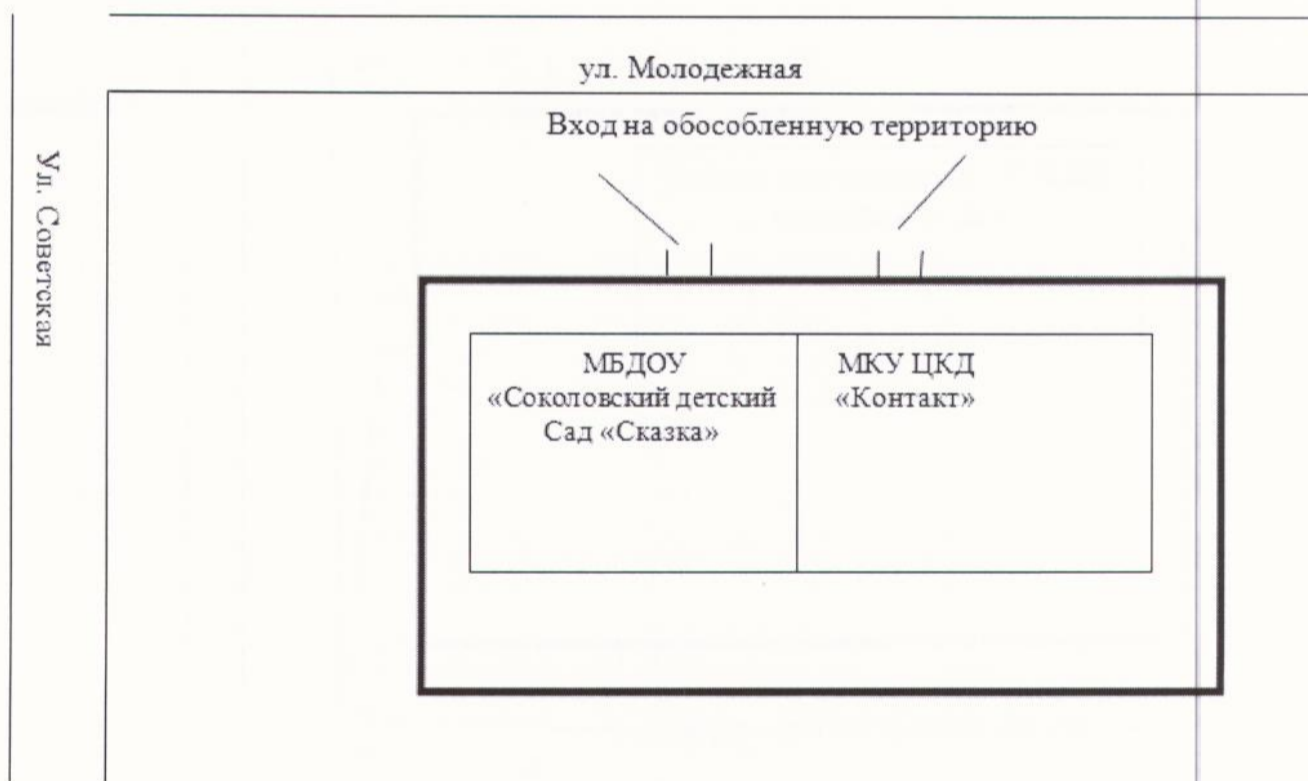 ул. Молодежная
Вход на обособленную территорию
Ул. Советская
МБДОУ
«Соколовский детский
Сад «Сказка»
МКУ ЦКД
«Контакт»